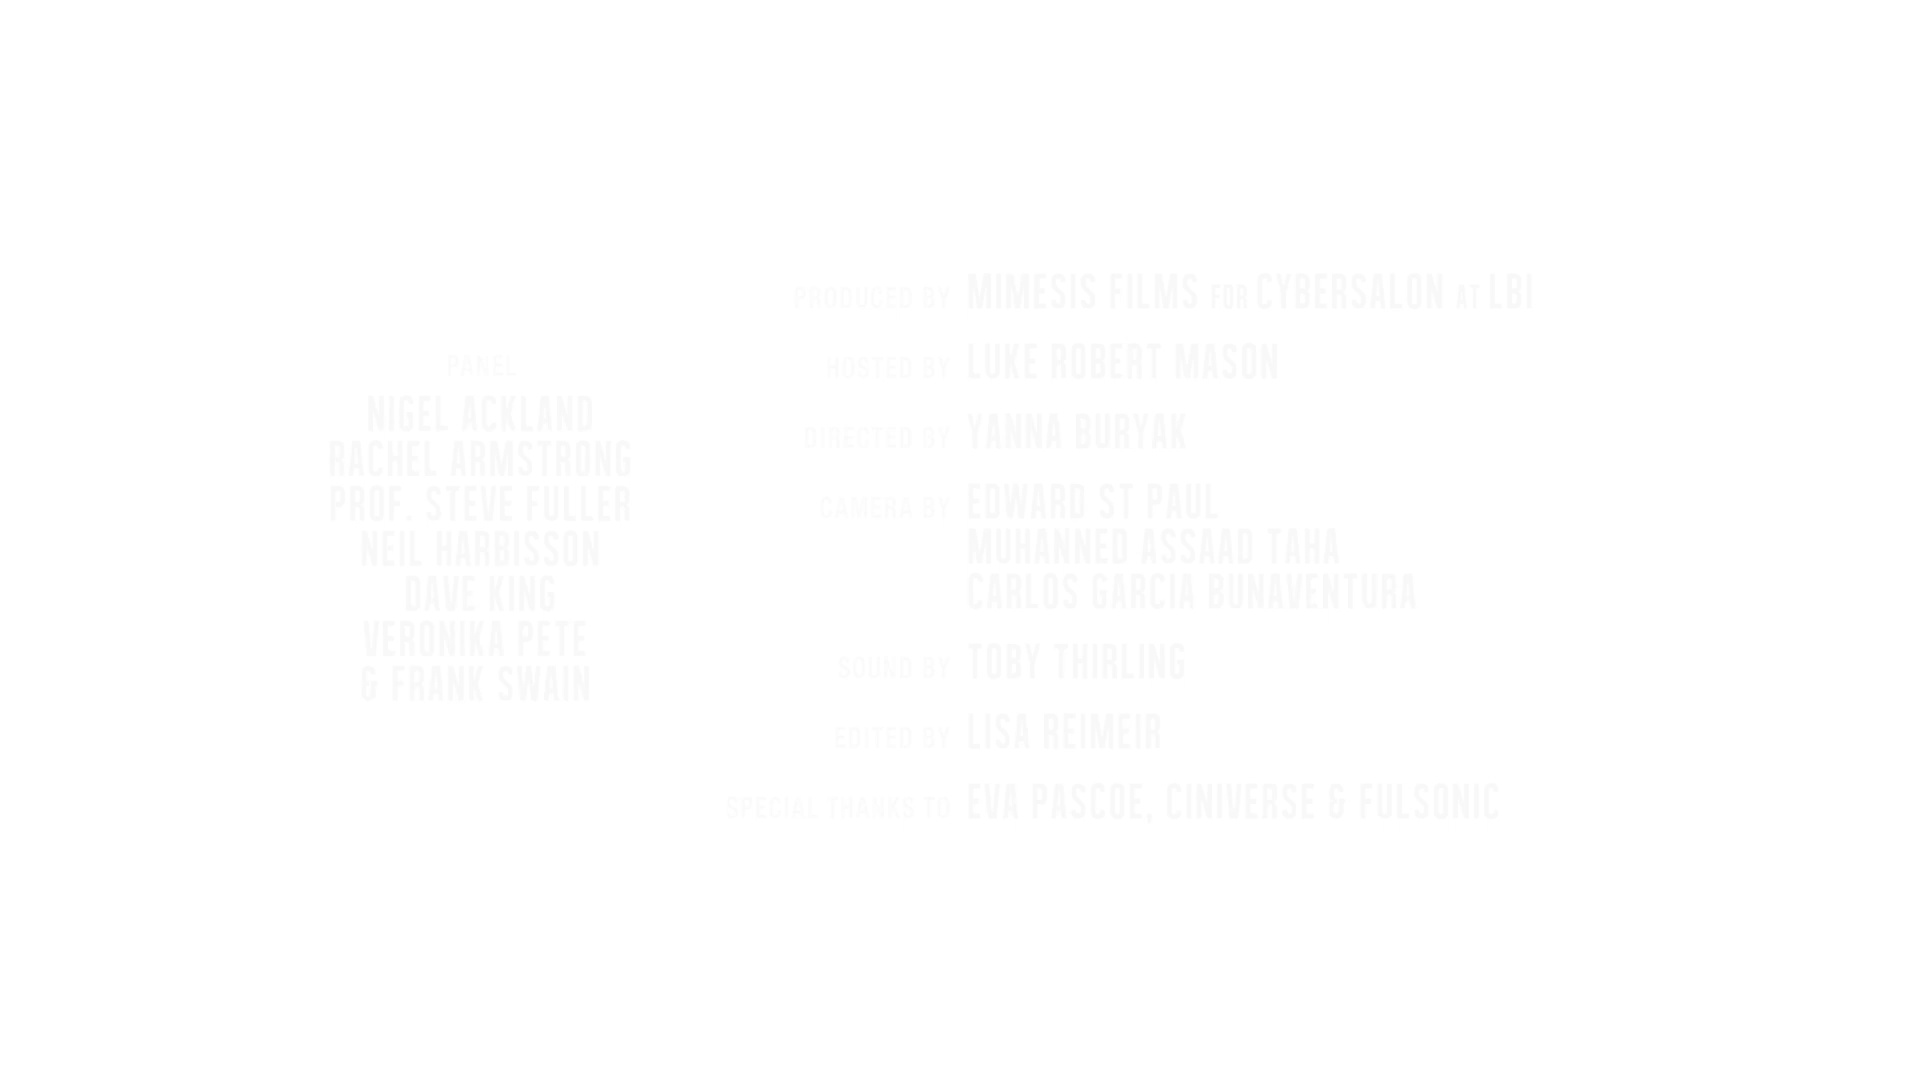 PANEL
NIGEL ACKLAND
RACHEL ARMSTRONG
PROF. STEVE FULLER
NEIL HARBISSON
DAVE KING
VERONIKA PETE
& FRANK SWAIN
PRODUCED BY MIMESIS FILMS FOR CYBERSALON AT LBI
HOSTED BY LUKE ROBERT MASON
DIRECTED BY YANNA BURYAK
CAMERA BY EDWARD ST PAUL
MUHANNED ASSAAD TAHA
CARLOS GARCIA BUNAVENTURA
SOUND BY TOBY THIRLING
EDITED BY LISA REIMEIR
SPECIAL THANKS TO EVA PASCOE, CINIVERSE & FULSONIC